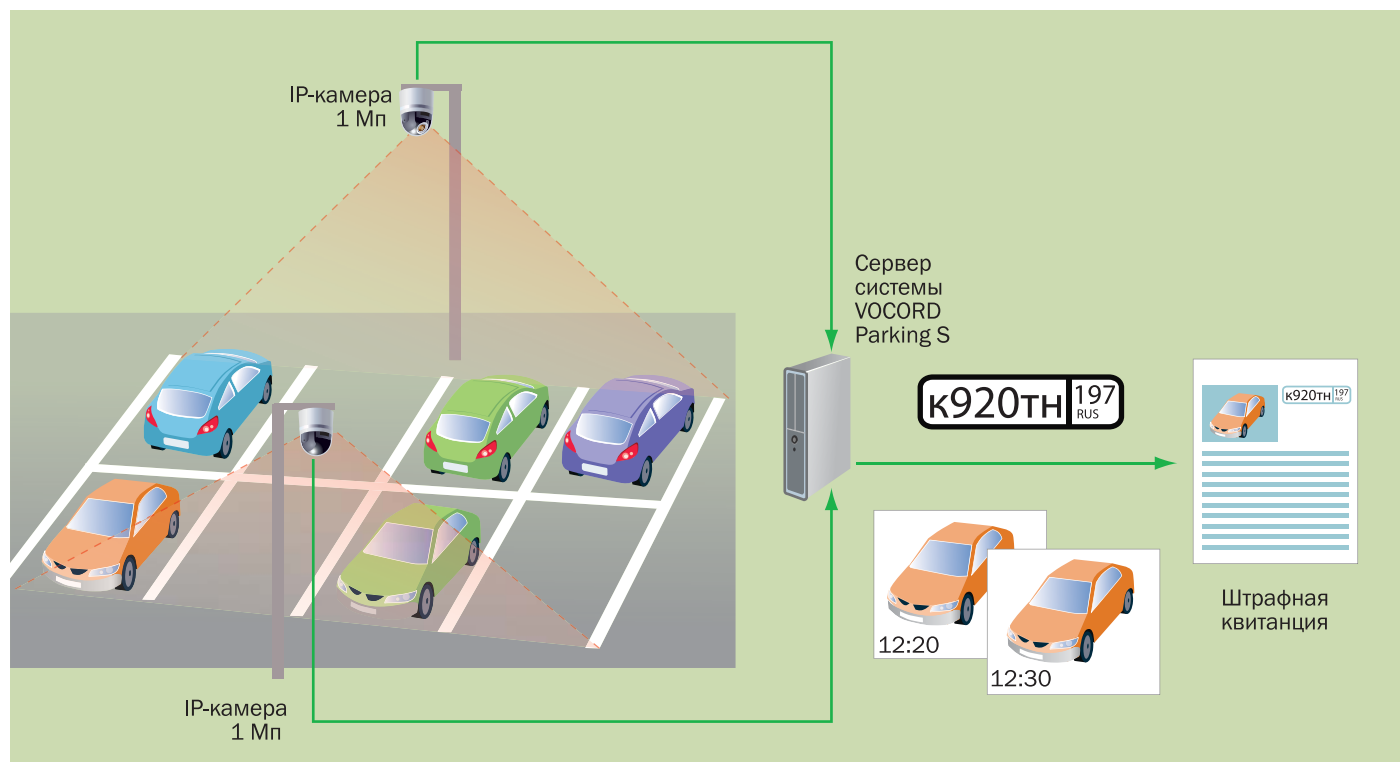 IP-камера
1 Мп
Сервер
системы
VOCORD
Parking S
к920тн
197
RUS
к920тн
197
RUS
12:20
12:30
Штрафная
квитанция
IP-камера
1 Мп